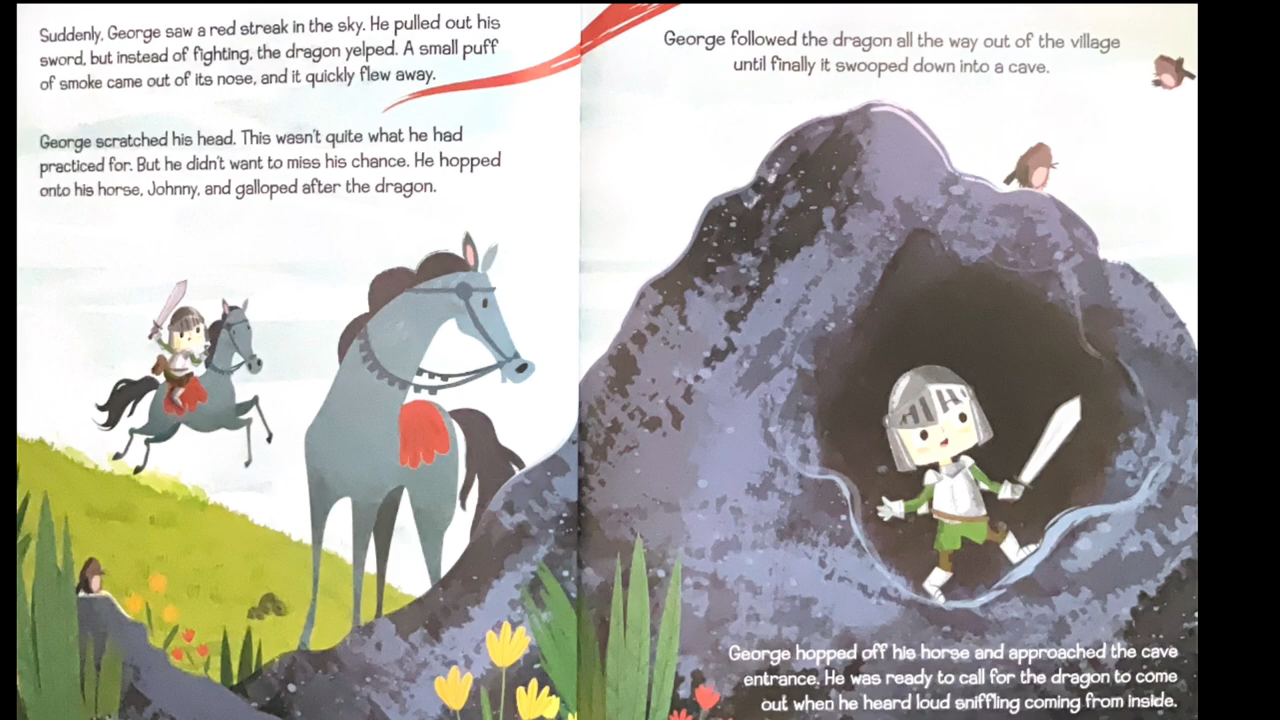 Suddenly, George saw a red streak in the sky. He pulled out his
sword, but instead of fighting, the dragon yelped. A small puff
of smoke came out of its nose, and it quickly flew away.
George scratched his head. This wasn't quite what he had
practiced for. But he didn't want to miss his chance. He hopped
onto his horse, Johnny, and galloped after the dragon.
George followed the dragon all the way out of the village
until finally it swooped down into a cave.
George hopped off his horse and approached the cave
entrance. He was ready to call for the dragon to come
out when he heard loud sniffling coming from inside.